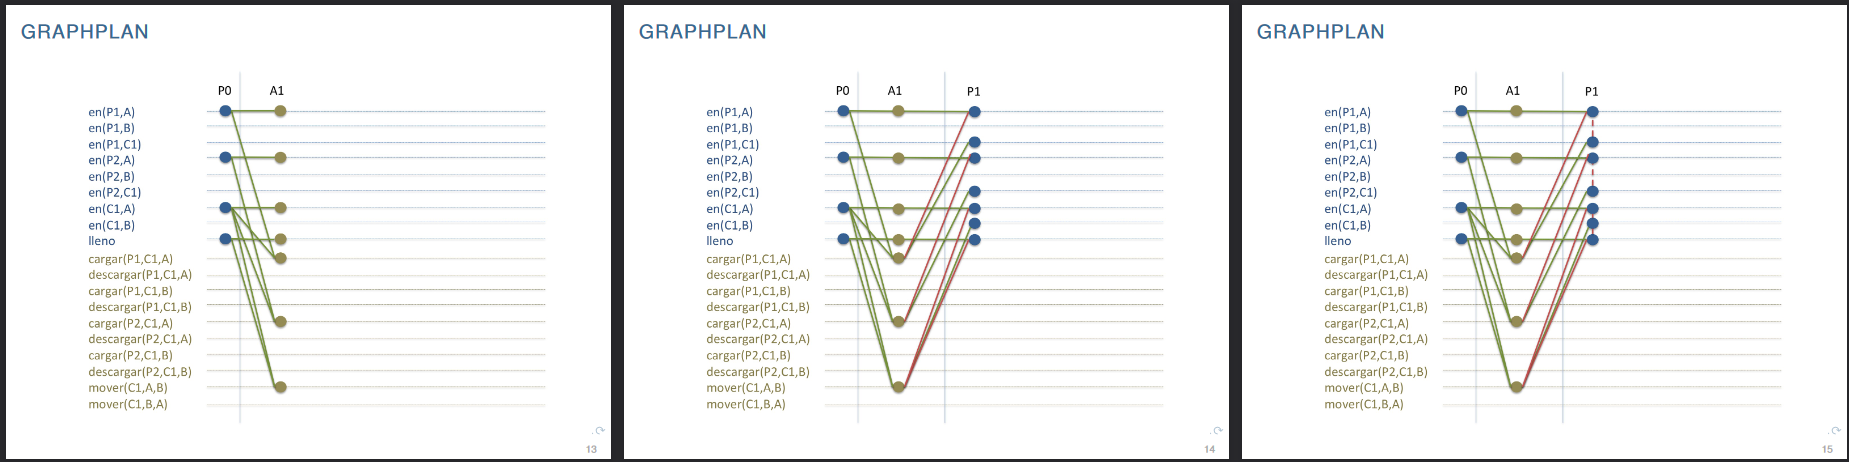 GRAPHPLAN
P0 A1
en(P1,A)
en(P1,B)
en(P1,C1)
en(P2,A)
en(P2,B)
en(P2,C1)
en(C1,A)
en(C1,B)
lleno
cargar(P1,C1,A)
descargar(P1,C1,A)
cargar(P1,C1,B)
descargar(P1,C1,B)
cargar(P2,C1,A)
descargar(P2,C1,A)
cargar(P2,C1,B)
descargar(P2,C1,B)
mover(C1,A,B)
mover(C1,B,A)
13
GRAPHPLAN
P0 A1 P1
en(P1,A)
en(P1,B)
en(P1,C1)
en(P2,A)
en(P2,B)
en(P2,C1)
en(C1,A)
en(C1,B)
lleno
cargar(P1,C1,A)
descargar(P1,C1,A)
cargar(P1,C1,B)
descargar(P1,C1,B)
cargar(P2,C1,A)
descargar(P2,C1,A)
cargar(P2,C1,B)
descargar(P2,C1,B)
mover(C1,A,B)
mover(C1,B,A)
14
GRAPHPLAN
P0 A1 P1
en(P1,A)
en(P1,B)
en(P1,C1)
en(P2,A)
en(P2,B)
en(P2,C1)
en(C1,A)
en(C1,B)
lleno
cargar(P1,C1,A)
descargar(P1,C1,A)
cargar(P1,C1,B)
descargar(P1,C1,B)
cargar(P2,C1,A)
descargar(P2,C1,A)
cargar(P2,C1,B)
descargar(P2,C1,B)
mover(C1,A,B)
mover(C1,B,A)
15